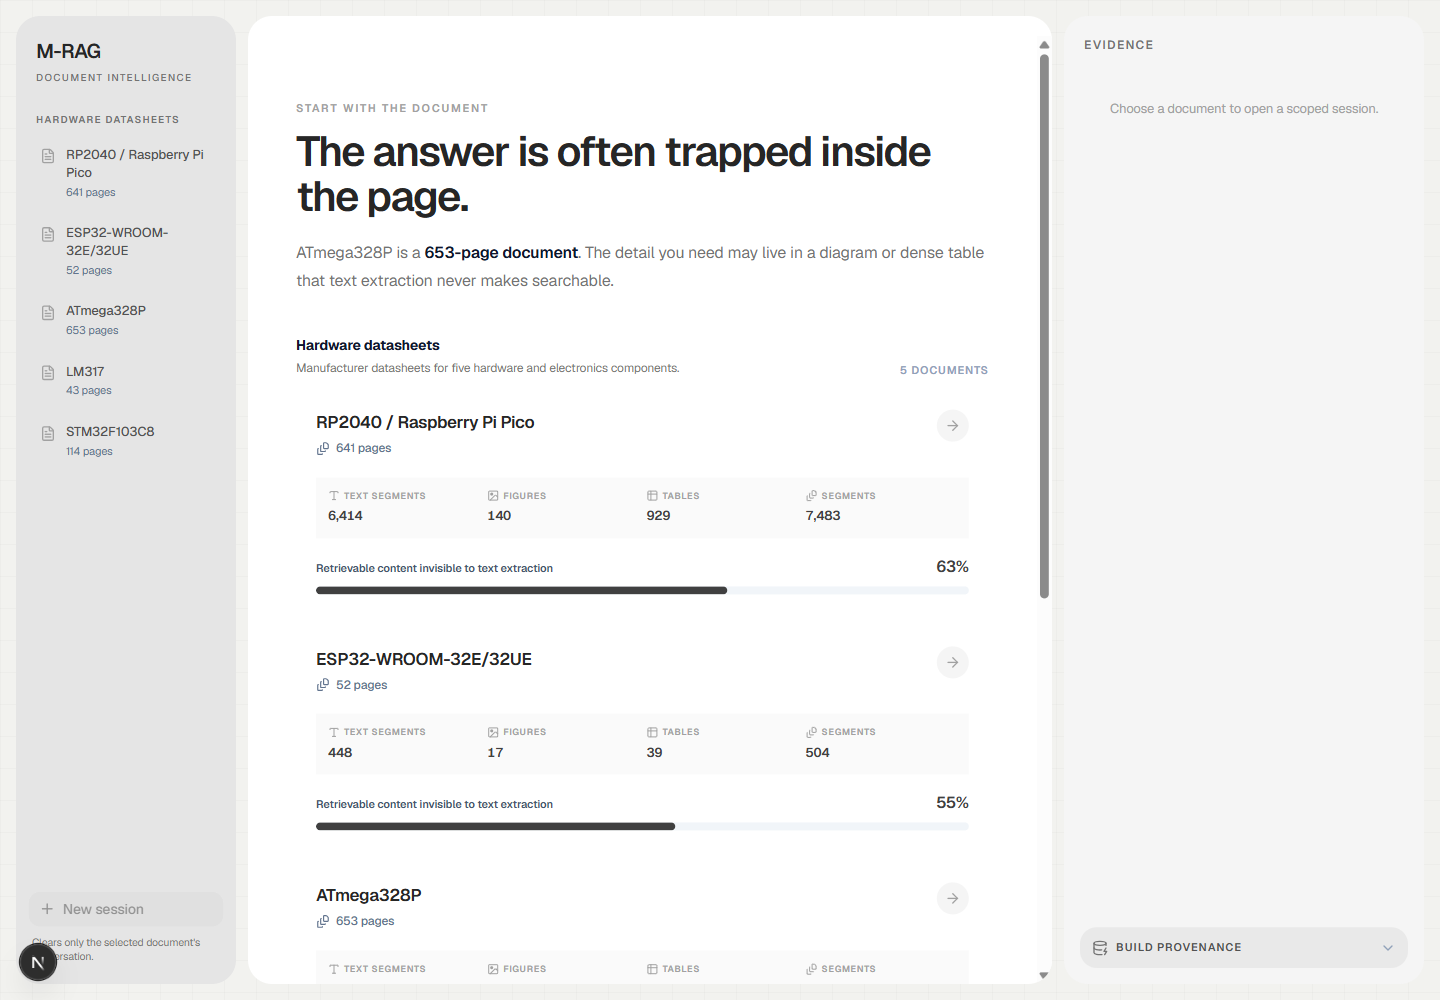 M-RAG
DOCUMENT INTELLIGENCE
HARDWARE DATASHEETS
RP2040 / Raspberry Pi
Pico
641 pages
ESP32-WROOM-
32E/32UE
52 pages
ATmega328P
653 pages
LM317
43 pages
STM32F103C8
114 pages
New session
Clears only the selected document's
START WITH THE DOCUMENT
The answer is often trapped inside
the page.
ATmega328P is a 653-page document. The detail you need may live in a diagram or dense table
that text extraction never makes searchable.
Hardware datasheets
Manufacturer datasheets for five hardware and electronics components.
5 DOCUMENTS
RP2040 / Raspberry Pi Pico
641 pages
TEXT SEGMENTS FIGURES TABLES SEGMENTS
6,414 140 929 7,483
Retrievable content invisible to text extraction 63%
ESP32-WROOM-32E/32UE
52 pages
TEXT SEGMENTS FIGURES TABLES SEGMENTS
448 17 39 504
Retrievable content invisible to text extraction 55%
ATmega328P
653 pages
TEXT SEGMENTS FIGURES TABLES SEGMENTS
EVIDENCE
Choose a document to open a scoped session.
BUILD PROVENANCE
N